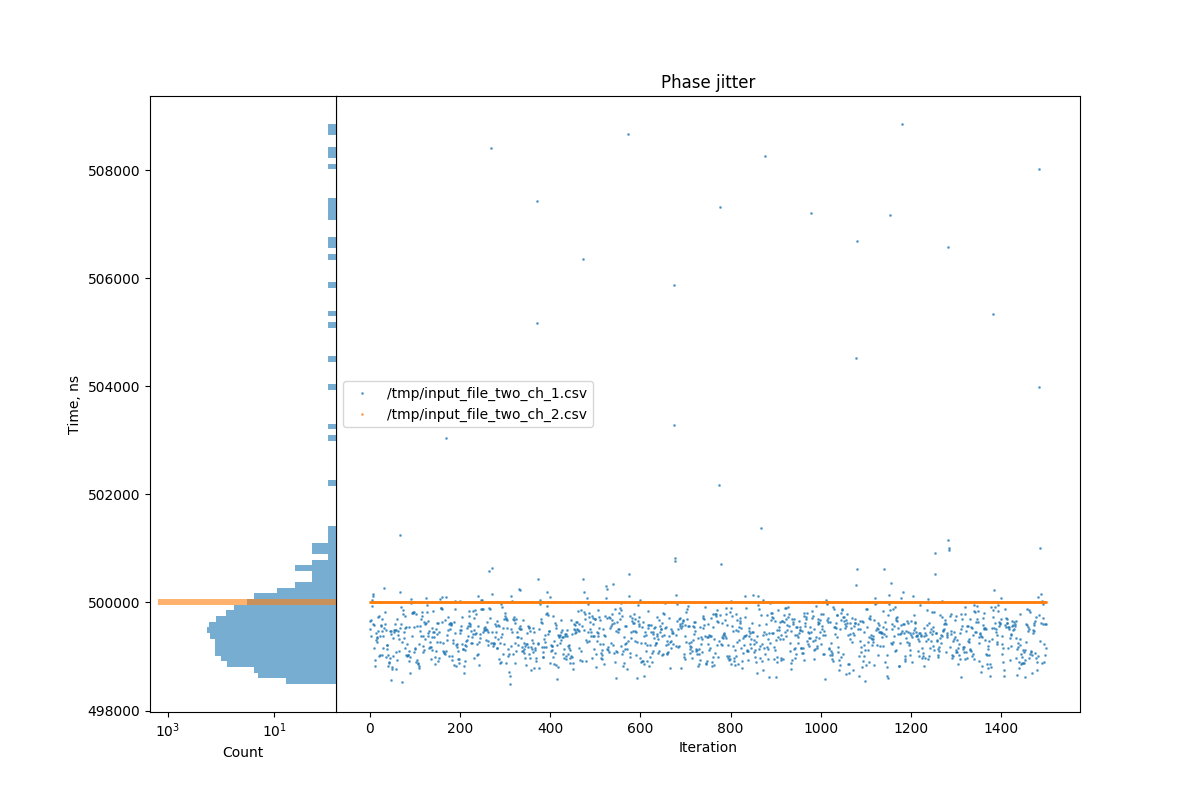 Phase jitter
508000
506000
504000
502000
500000
498000
Time, ns
/tmp/input_file_two_ch_1.csv
/tmp/input_file_two_ch_2.csv
10³ 10¹
Count
0 200 400 600 800 1000 1200 1400
Iteration